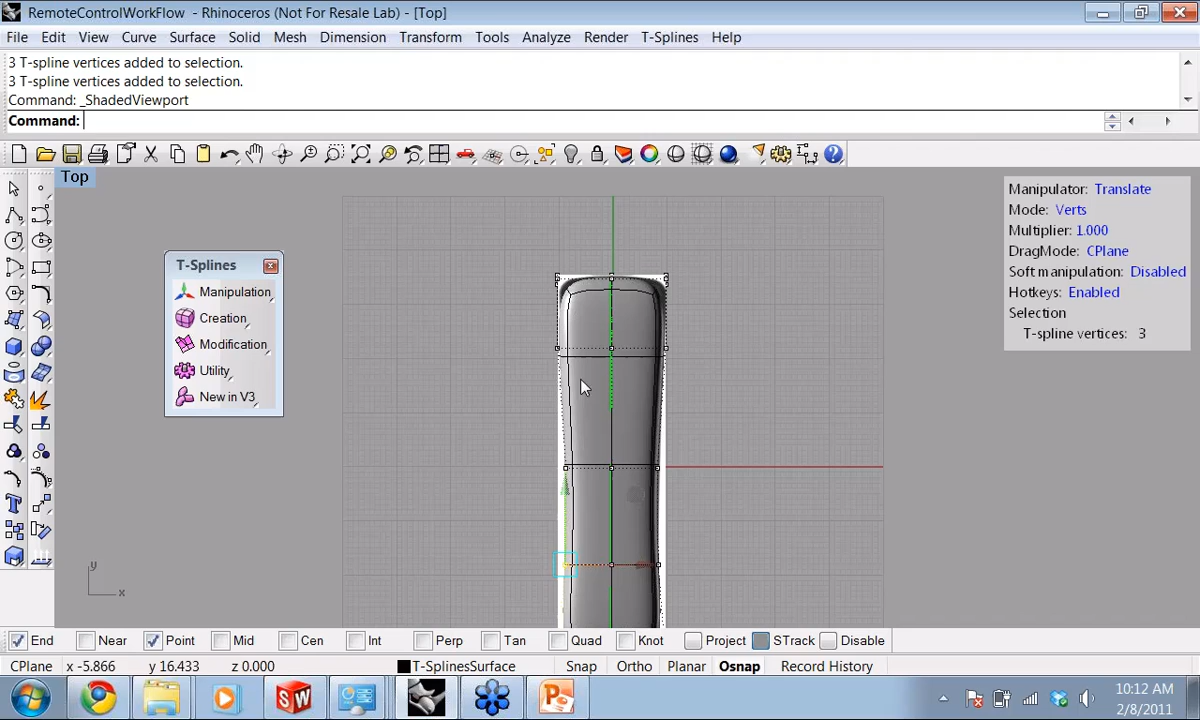 RemoteControlWorkFlow - Rhinoceros (Not For Resale Lab) - [Top]
File Edit View Curve Surface Solid Mesh Dimension Transform Tools Analyze Render T-Splines Help
3 T-spline vertices added to selection.
3 T-spline vertices added to selection.
Command: _ShadedViewport
Command:
Top
Manipulator: Translate
Mode: Verts
Multiplier: 1.000
DragMode: CPlane
Soft manipulation: Disabled
Hotkeys: Enabled
Selection
T-spline vertices: 3
T-Splines
Manipulation
Creation
Modification
Utility
New in V3
y
x
End Near Point Mid Cen Int Perp Tan Quad Knot Project STrack Disable
CPlane x -5.866 y 16.433 z 0.000 T-SplinesSurface Snap Ortho Planar Osnap Record History
10:12 AM
2/8/2011